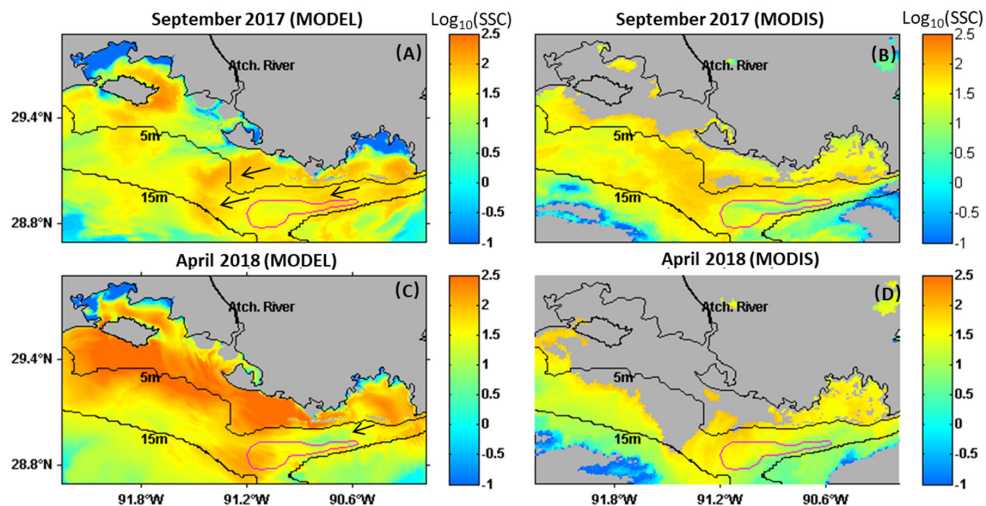 September 2017 (MODEL)
Log10(SSC)
September 2017 (MODIS)
Log10(SSC)
(A)
Atch. River
29.4°N
5m
15m
28.8°N
2.5
2
1.5
1
0.5
0
-0.5
-1
(B)
Atch. River
5m
15m
2.5
2
1.5
1
0.5
0
-0.5
-1
April 2018 (MODEL)
April 2018 (MODIS)
(C)
Atch. River
29.4°N
5m
15m
28.8°N
91.8°W
91.2°W
90.6°W
2.5
2
1.5
1
0.5
0
-0.5
-1
(D)
Atch. River
5m
15m
91.8°W
91.2°W
90.6°W
2.5
2
1.5
1
0.5
0
-0.5
-1